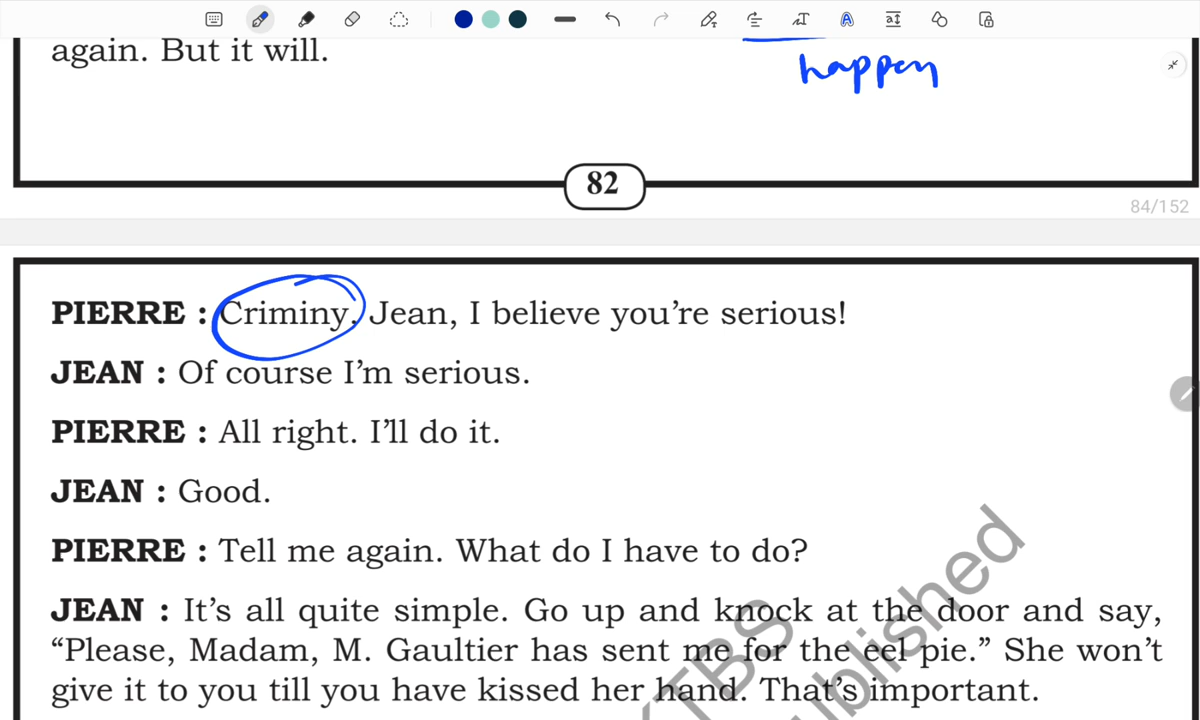 again. But it will.
happen
82
84/152
PIERRE : Criminy, Jean, I believe you're serious!
JEAN : Of course I'm serious.
PIERRE : All right. I'll do it.
JEAN : Good.
PIERRE : Tell me again. What do I have to do?
JEAN : It's all quite simple. Go up and knock at the door and say,
“Please, Madam, M. Gaultier has sent me for the eel pie.” She won't
give it to you till you have kissed her hand. That's important.
KTBS
ublished